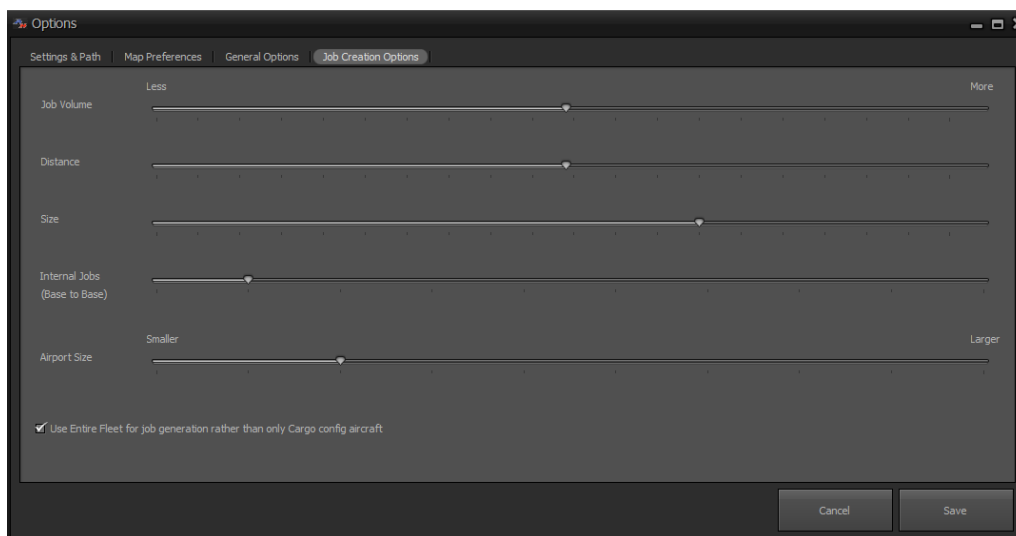 Options
Settings & Path Map Preferences General Options Job Creation Options
Less More
Job Volume
Distance
Size
Internal Jobs
(Base to Base)
Smaller Larger
Airport Size
Use Entire Fleet for job generation rather than only Cargo config aircraft
Cancel Save